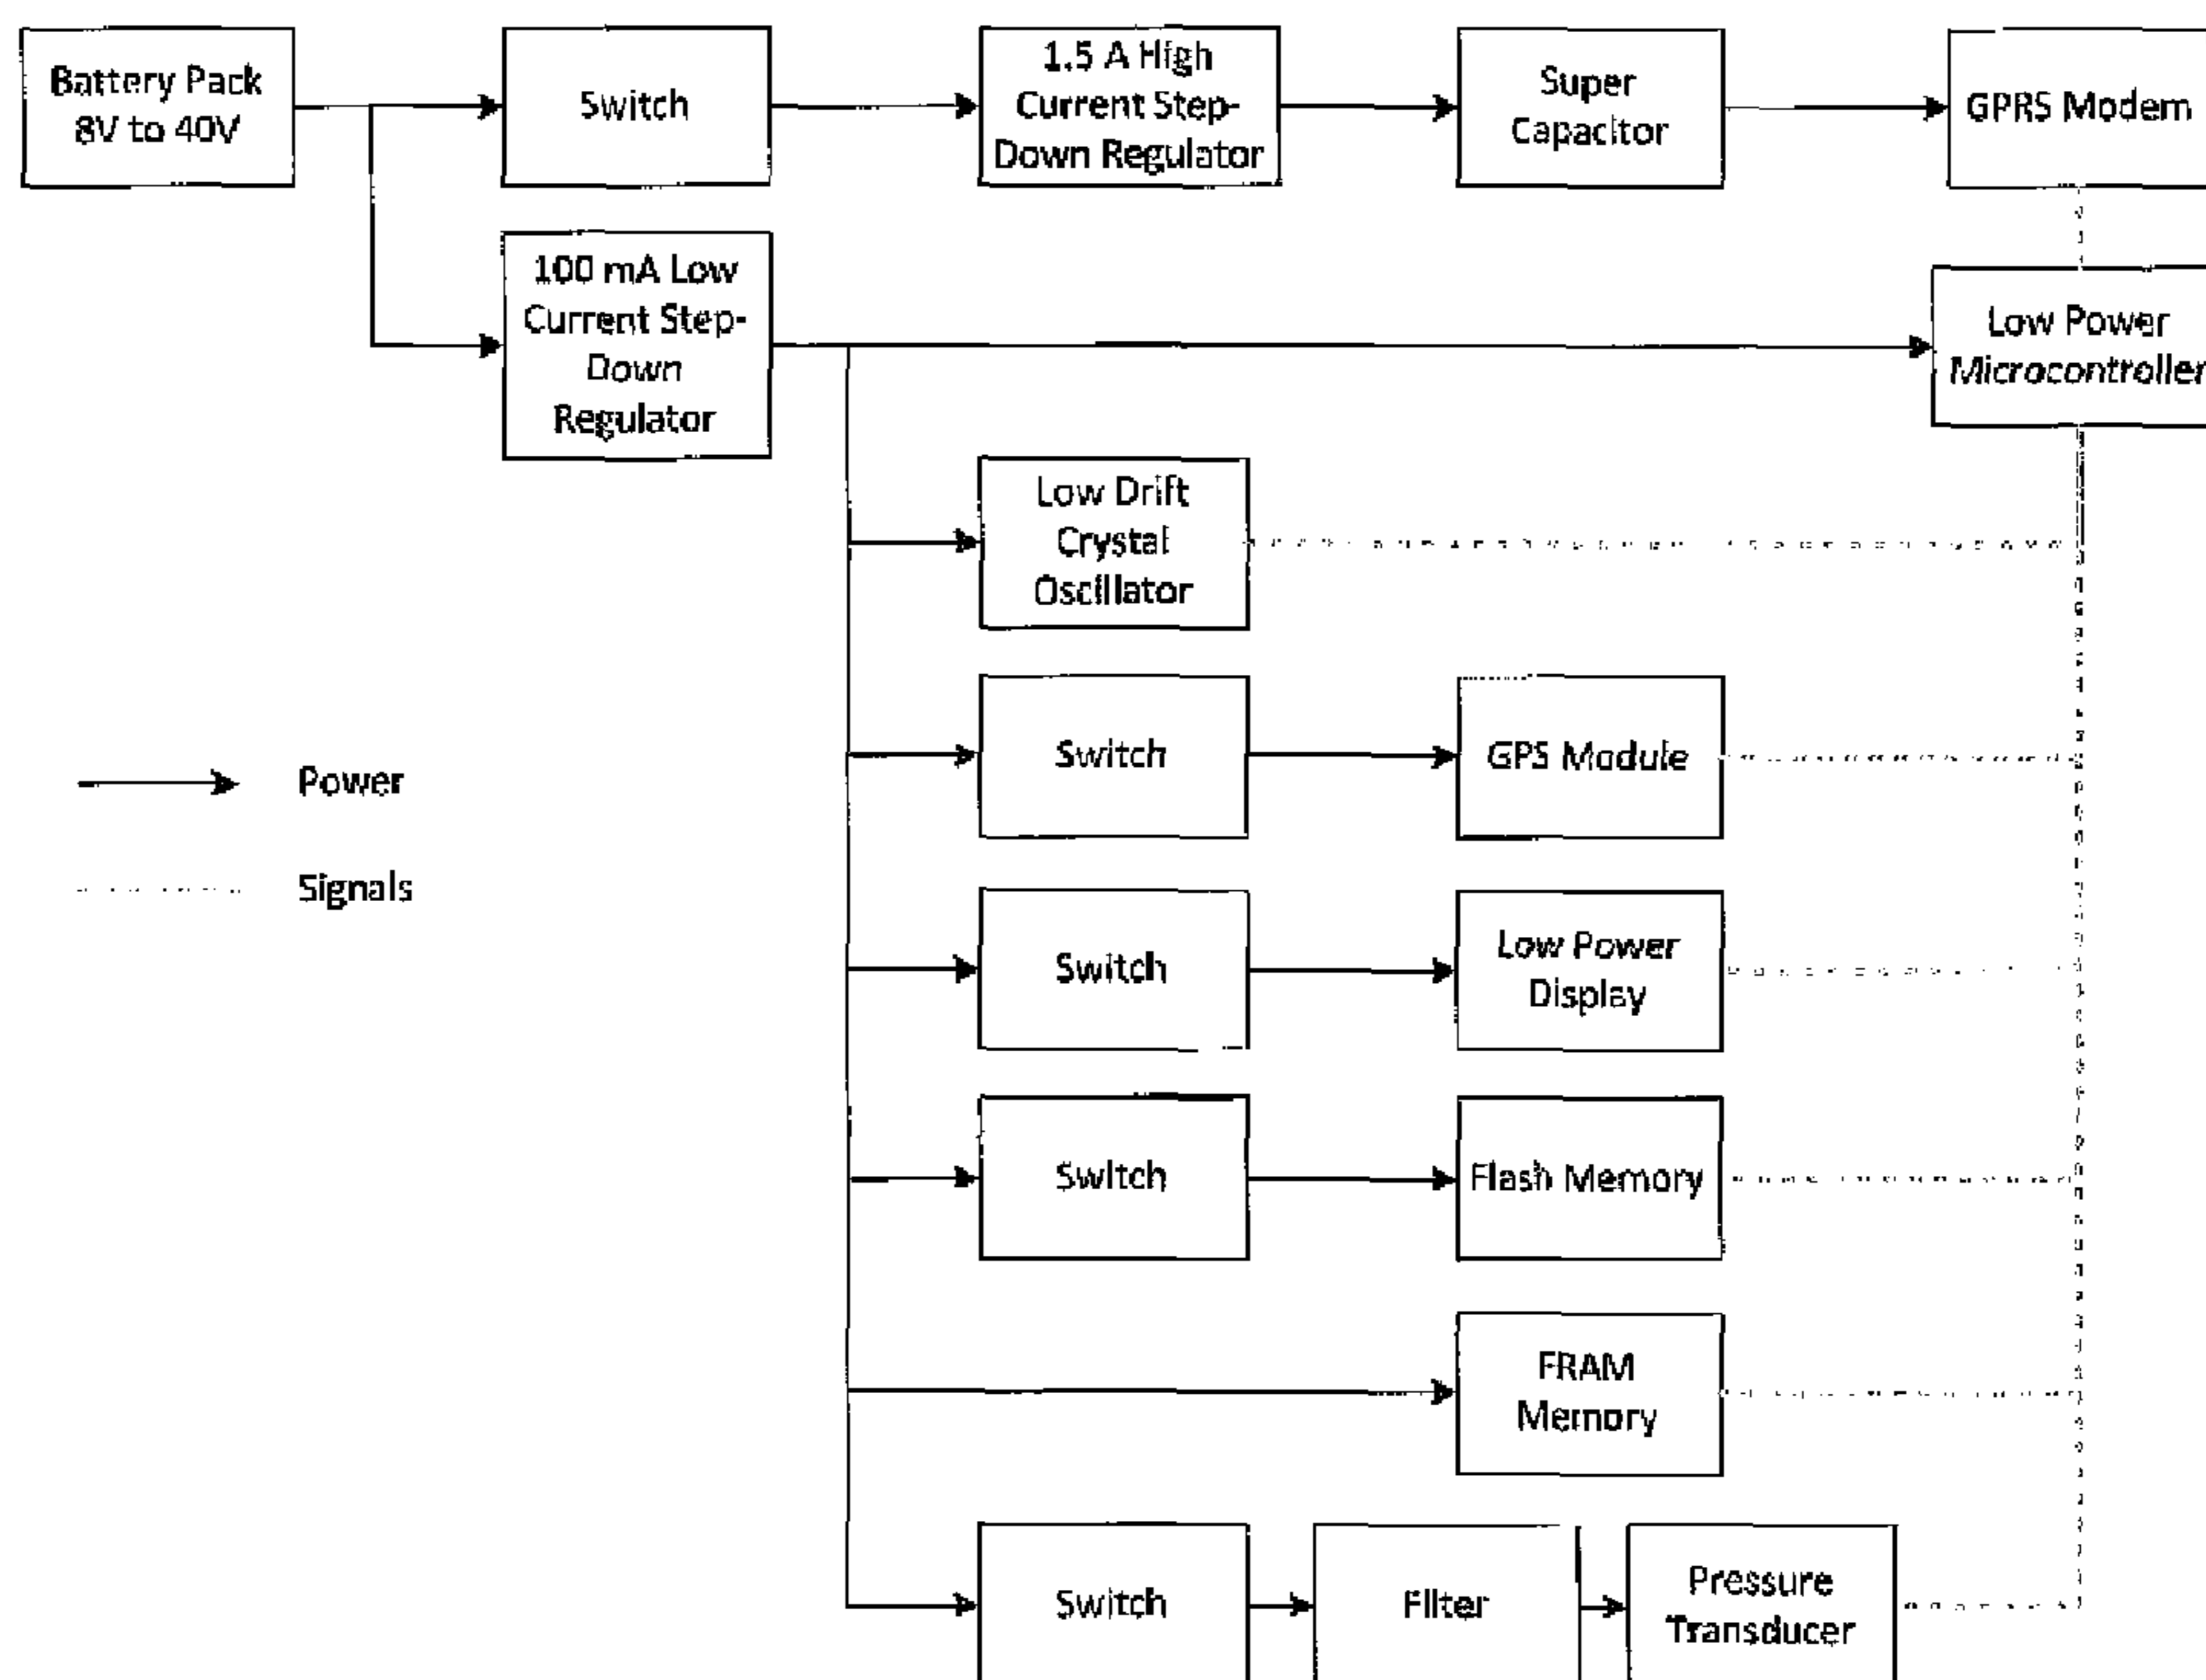 Battery Pack
8V to 40V
Switch
1.5 A High
Current Step-
Down Regulator
Super
Capacitor
GPRS Modem
100 mA Low
Current Step-
Down
Regulator
Low Power
Microcontroller
Low Drift
Crystal
Oscillator
Switch
GPS Module
Power
Signals
Switch
Low Power
Display
Switch
Flash Memory
FRAM
Memory
Switch
Filter
Pressure
Transducer